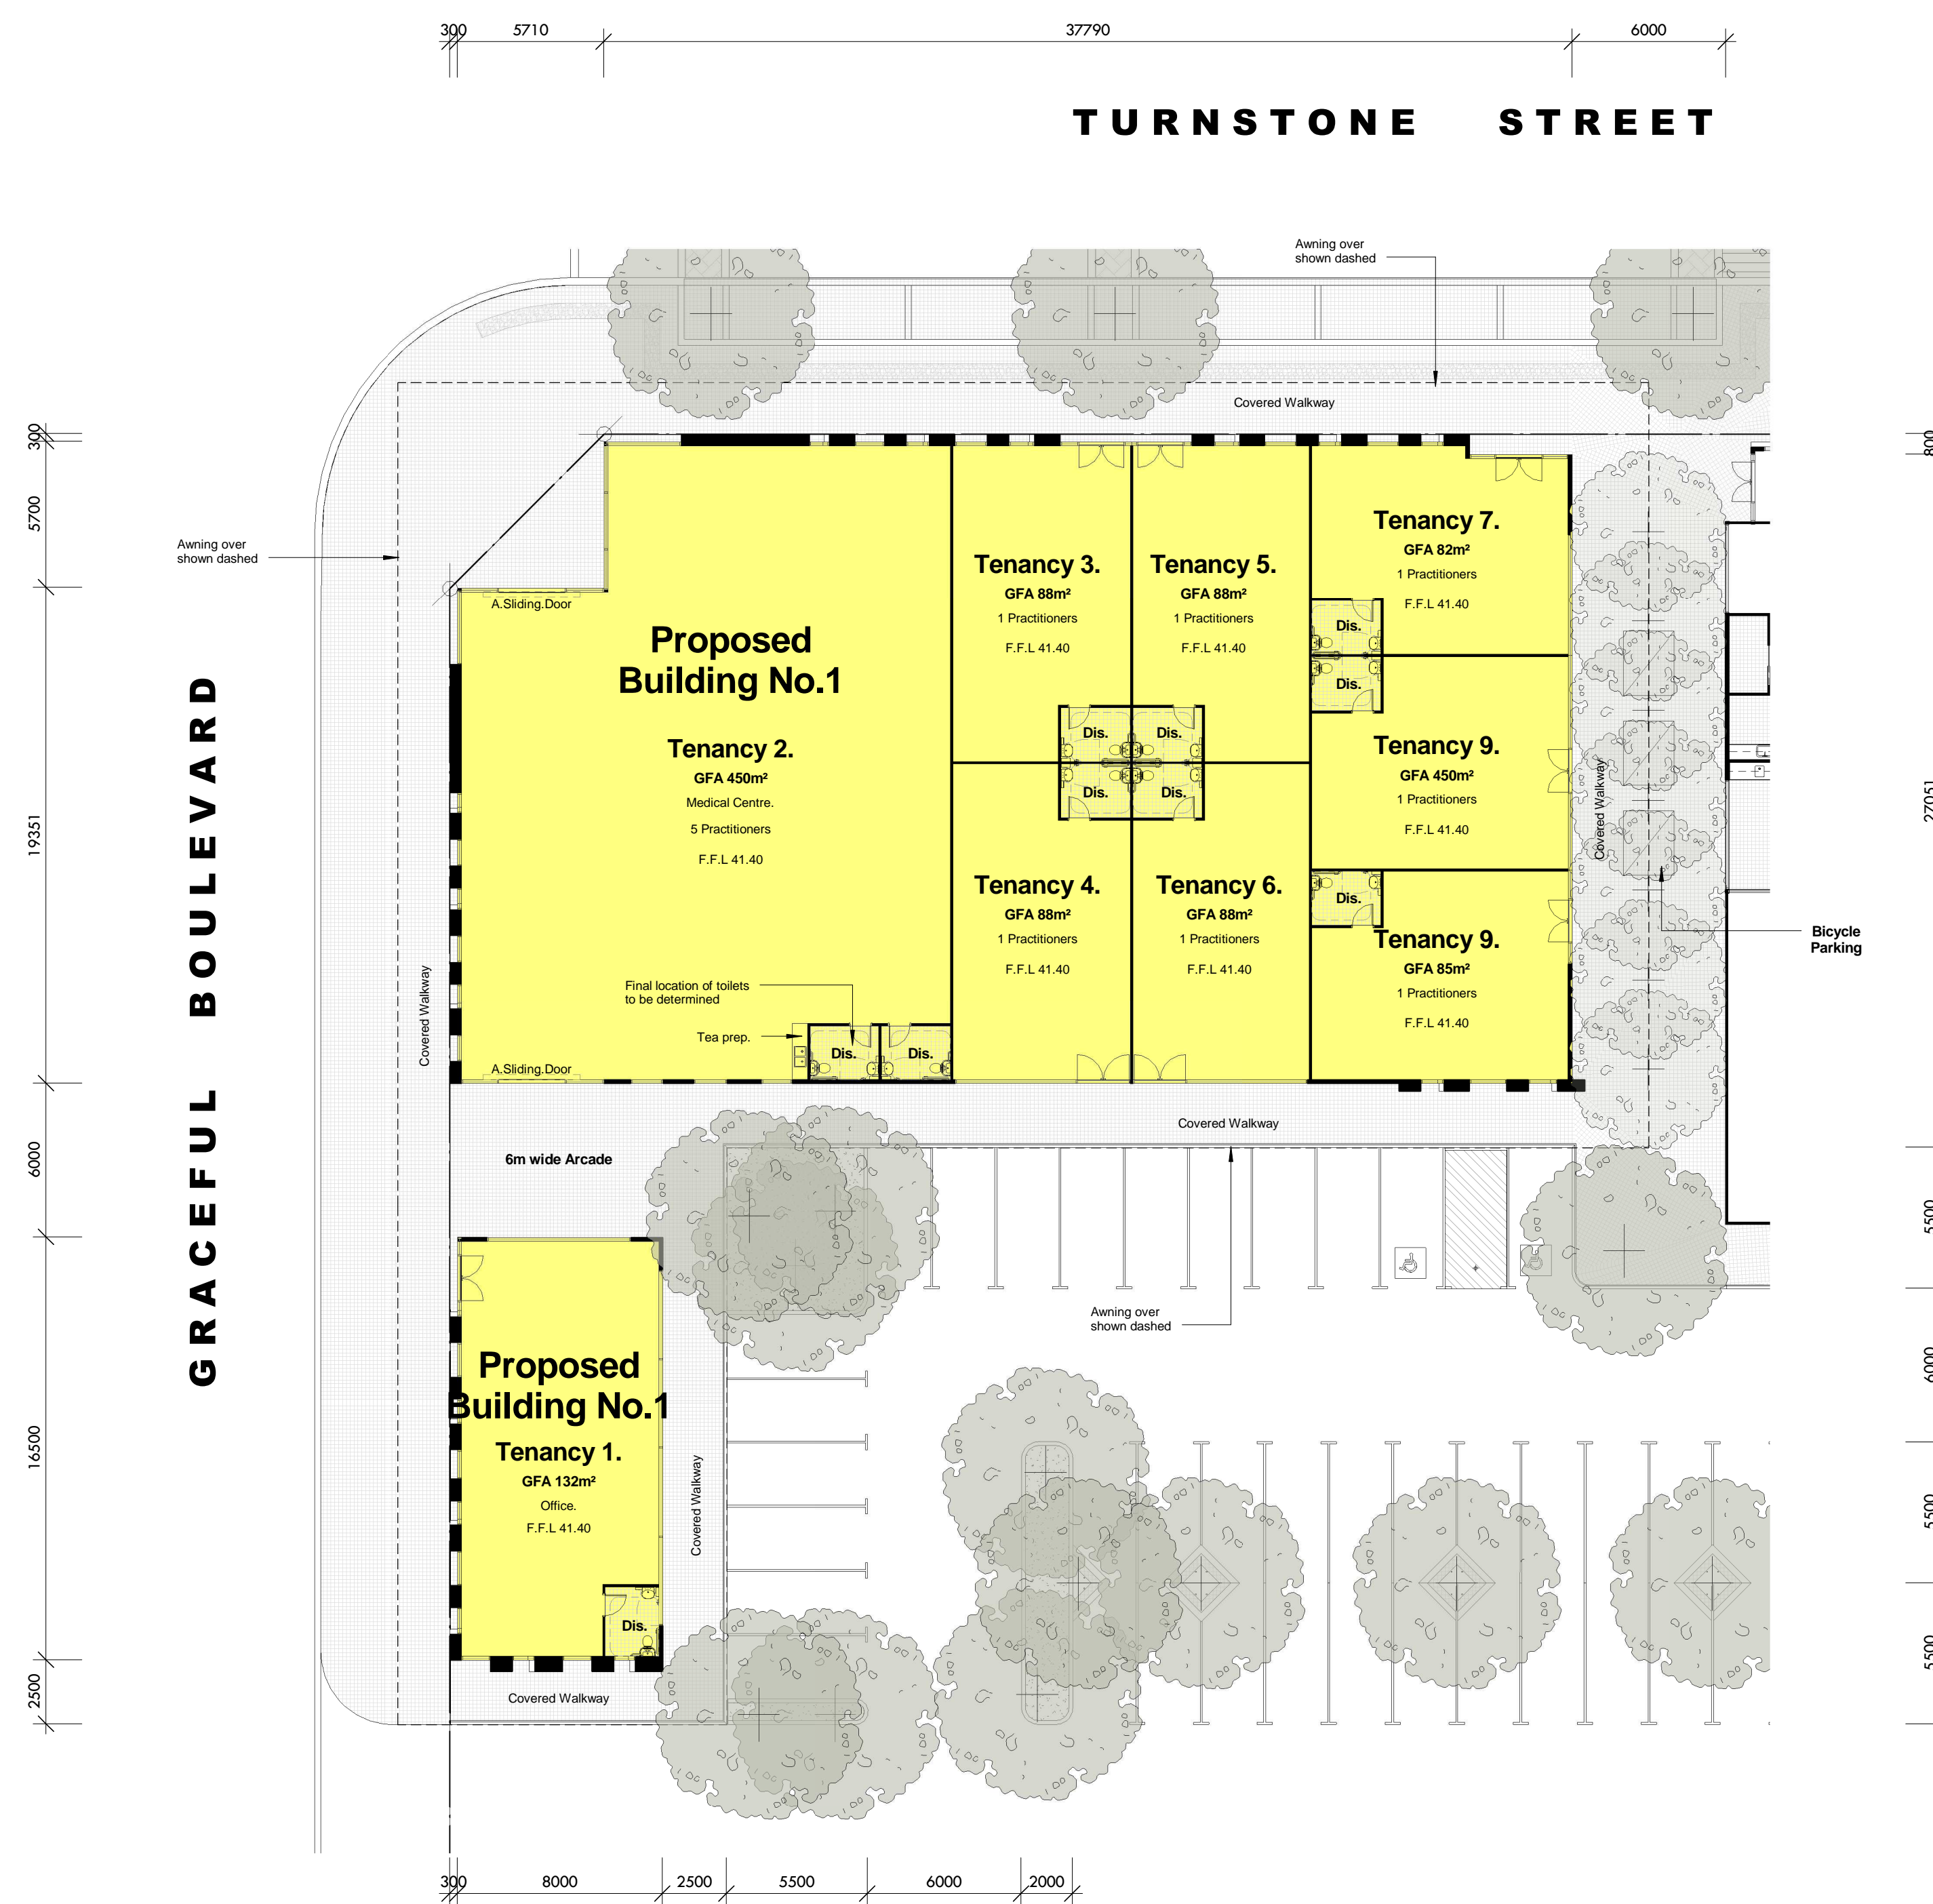 300
5710
37790
6000
TURNSTONE STREET
Awning over
shown dashed
Covered Walkway
300
5700
19351
6000
16500
2500
800
27051
5500
6000
5500
5500
Awning over
shown dashed
GRACEFUL BOULEVARD
Covered Walkway
A.Sliding.Door
Proposed
Building No.1
Tenancy 2.
GFA 450m²
Medical Centre.
5 Practitioners
F.F.L 41.40
Final location of toilets
to be determined
Tea prep.
Dis.
Dis.
A.Sliding.Door
Tenancy 3.
GFA 88m²
1 Practitioners
F.F.L 41.40
Tenancy 5.
GFA 88m²
1 Practitioners
F.F.L 41.40
Tenancy 7.
GFA 82m²
1 Practitioners
F.F.L 41.40
Dis.
Dis.
Dis.
Dis.
Dis.
Dis.
Tenancy 9.
GFA 450m²
1 Practitioners
F.F.L 41.40
Covered Walkway
Tenancy 4.
GFA 88m²
1 Practitioners
F.F.L 41.40
Tenancy 6.
GFA 88m²
1 Practitioners
F.F.L 41.40
Dis.
Tenancy 9.
GFA 85m²
1 Practitioners
F.F.L 41.40
Bicycle
Parking
Covered Walkway
6m wide Arcade
Awning over
shown dashed
Proposed
Building No.1
Tenancy 1.
GFA 132m²
Office.
F.F.L 41.40
Dis.
Covered Walkway
Covered Walkway
300
8000
2500
5500
6000
2000